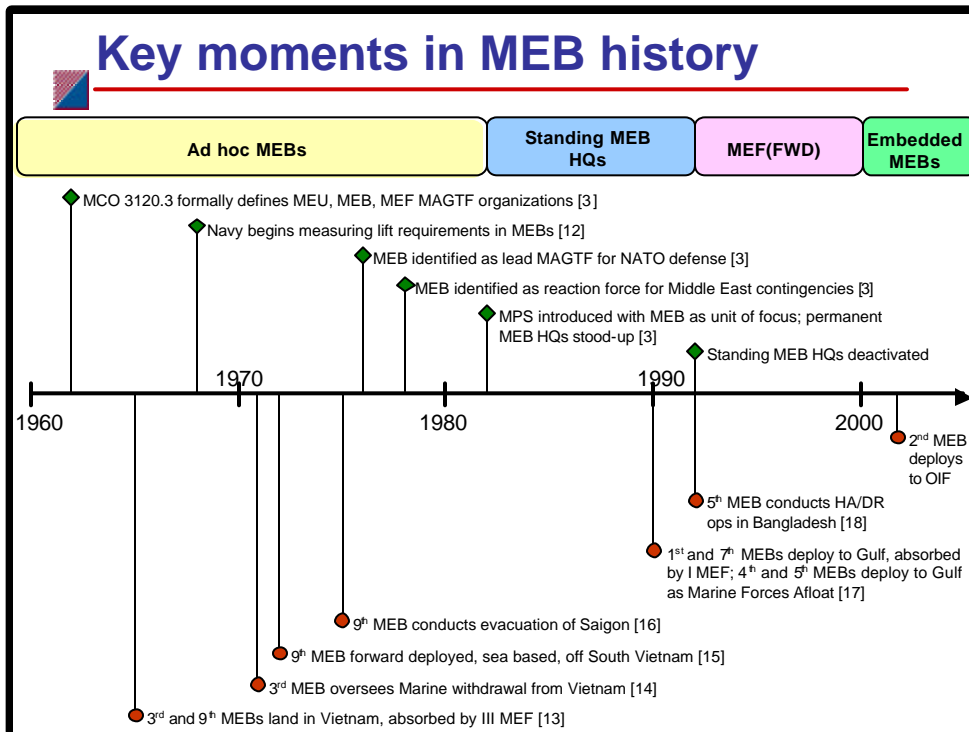 Key moments in MEB history
Ad hoc MEBs
Standing MEB
HQs
MEF(FWD)
Embedded
MEBs
MCO 3120.3 formally defines MEU, MEB, MEF MAGTF organizations [3]
Navy begins measuring lift requirements in MEBs [12]
MEB identified as lead MAGTF for NATO defense [3]
MEB identified as reaction force for Middle East contingencies [3]
MPS introduced with MEB as unit of focus; permanent
MEB HQs stood-up [3]
Standing MEB HQs deactivated
1970
1990
1960
1980
2000
2nd MEB
deploys
to OIF
5th MEB conducts HA/DR
ops in Bangladesh [18]
1st and 7th MEBs deploy to Gulf, absorbed
by I MEF; 4th and 5th MEBs deploy to Gulf
as Marine Forces Afloat [17]
9th MEB conducts evacuation of Saigon [16]
9th MEB forward deployed, sea based, off South Vietnam [15]
3rd MEB oversees Marine withdrawal from Vietnam [14]
3rd and 9th MEBs land in Vietnam, absorbed by III MEF [13]